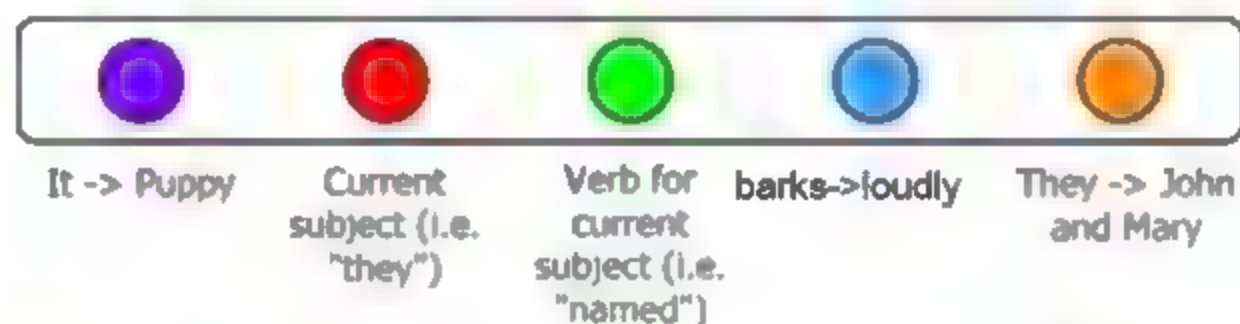 It -> Puppy
Current
subject (i.e.
"they")
Verb for
current
subject (i.e.
"named")
barks->loudly
They -> John
and Mary